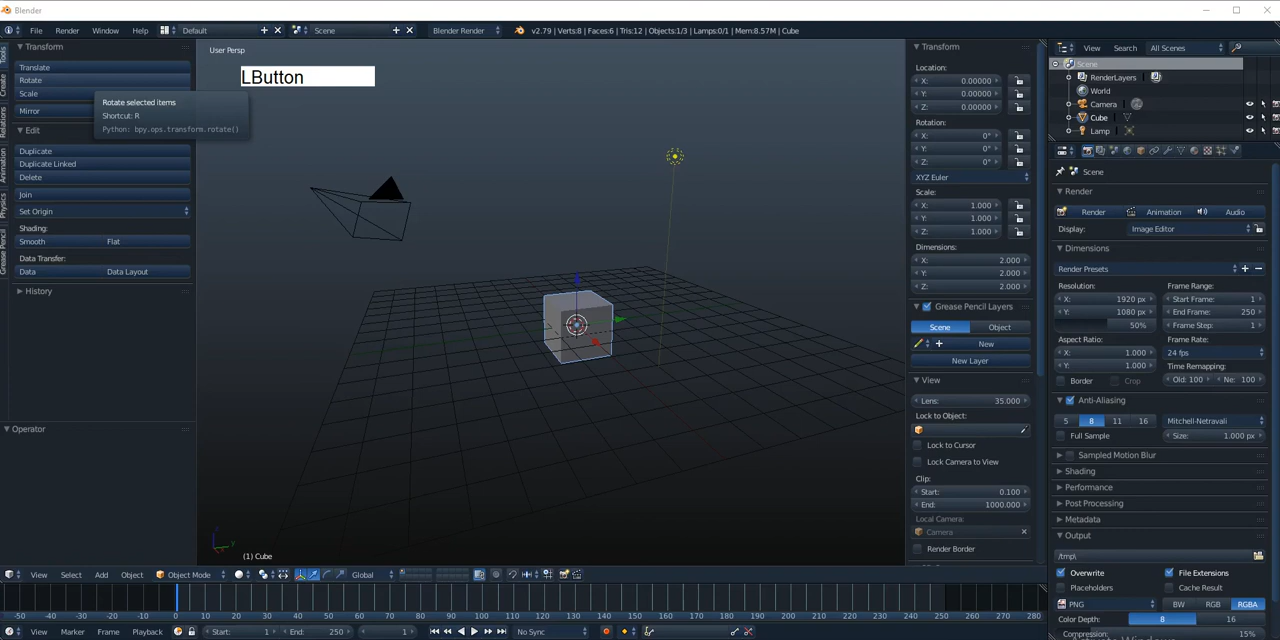 Blender
File Render Window Help Default Scene Blender Render v2.79 | Verts:8 | Faces:6 | Tris:12 | Objects:1/3 | Lamps:0/1 | Mem:8.57M | Cube
Tools
Create
Relations
Animation
Physics
Grease Pencil
Transform
Translate
Rotate
Scale
Mirror
Rotate selected items
Shortcut: R
Python: bpy.ops.transform.rotate()
Edit
Duplicate
Duplicate Linked
Delete
Join
Set Origin
Shading:
Smooth Flat
Data Transfer:
Data Data Layout
History
Operator
User Persp
LButton
(1) Cube
Transform
Location:
X: 0.00000
Y: 0.00000
Z: 0.00000
Rotation:
X: 0°
Y: 0°
Z: 0°
XYZ Euler
Scale:
X: 1.000
Y: 1.000
Z: 1.000
Dimensions:
X: 2.000
Y: 2.000
Z: 2.000
Grease Pencil Layers
Scene Object
New
New Layer
View
Lens: 35.000
Lock to Object:
Lock to Cursor
Lock Camera to View
Clip:
Start: 0.100
End: 1000.000
Local Camera:
Camera
Render Border
View Search All Scenes
Scene
RenderLayers
World
Camera
Cube
Lamp
Scene
Render
Render Animation Audio
Display: Image Editor
Dimensions
Render Presets
Resolution: Frame Range:
X: 1920 px Start Frame: 1
Y: 1080 px End Frame: 250
50% Frame Step: 1
Aspect Ratio: Frame Rate:
X: 1.000 24 fps
Y: 1.000 Time Remapping:
Border Crop Old: 100 Ne: 100
Anti-Aliasing
5 8 11 16 Mitchell-Netravali
Full Sample Size: 1.000 px
Sampled Motion Blur
Shading
Performance
Post Processing
Metadata
Output
/tmp\
Overwrite File Extensions
Placeholders Cache Result
PNG BW RGB RGBA
Color Depth: 8 16
Compression: 15%
View Select Add Object Object Mode Global
-50 -40 -30 -20 -10 0 10 20 30 40 50 60 70 80 90 100 110 120 130 140 150 160 170 180 190 200 210 220 230 240 250 260 270 280
View Marker Frame Playback Start: 1 End: 250 1 No Sync